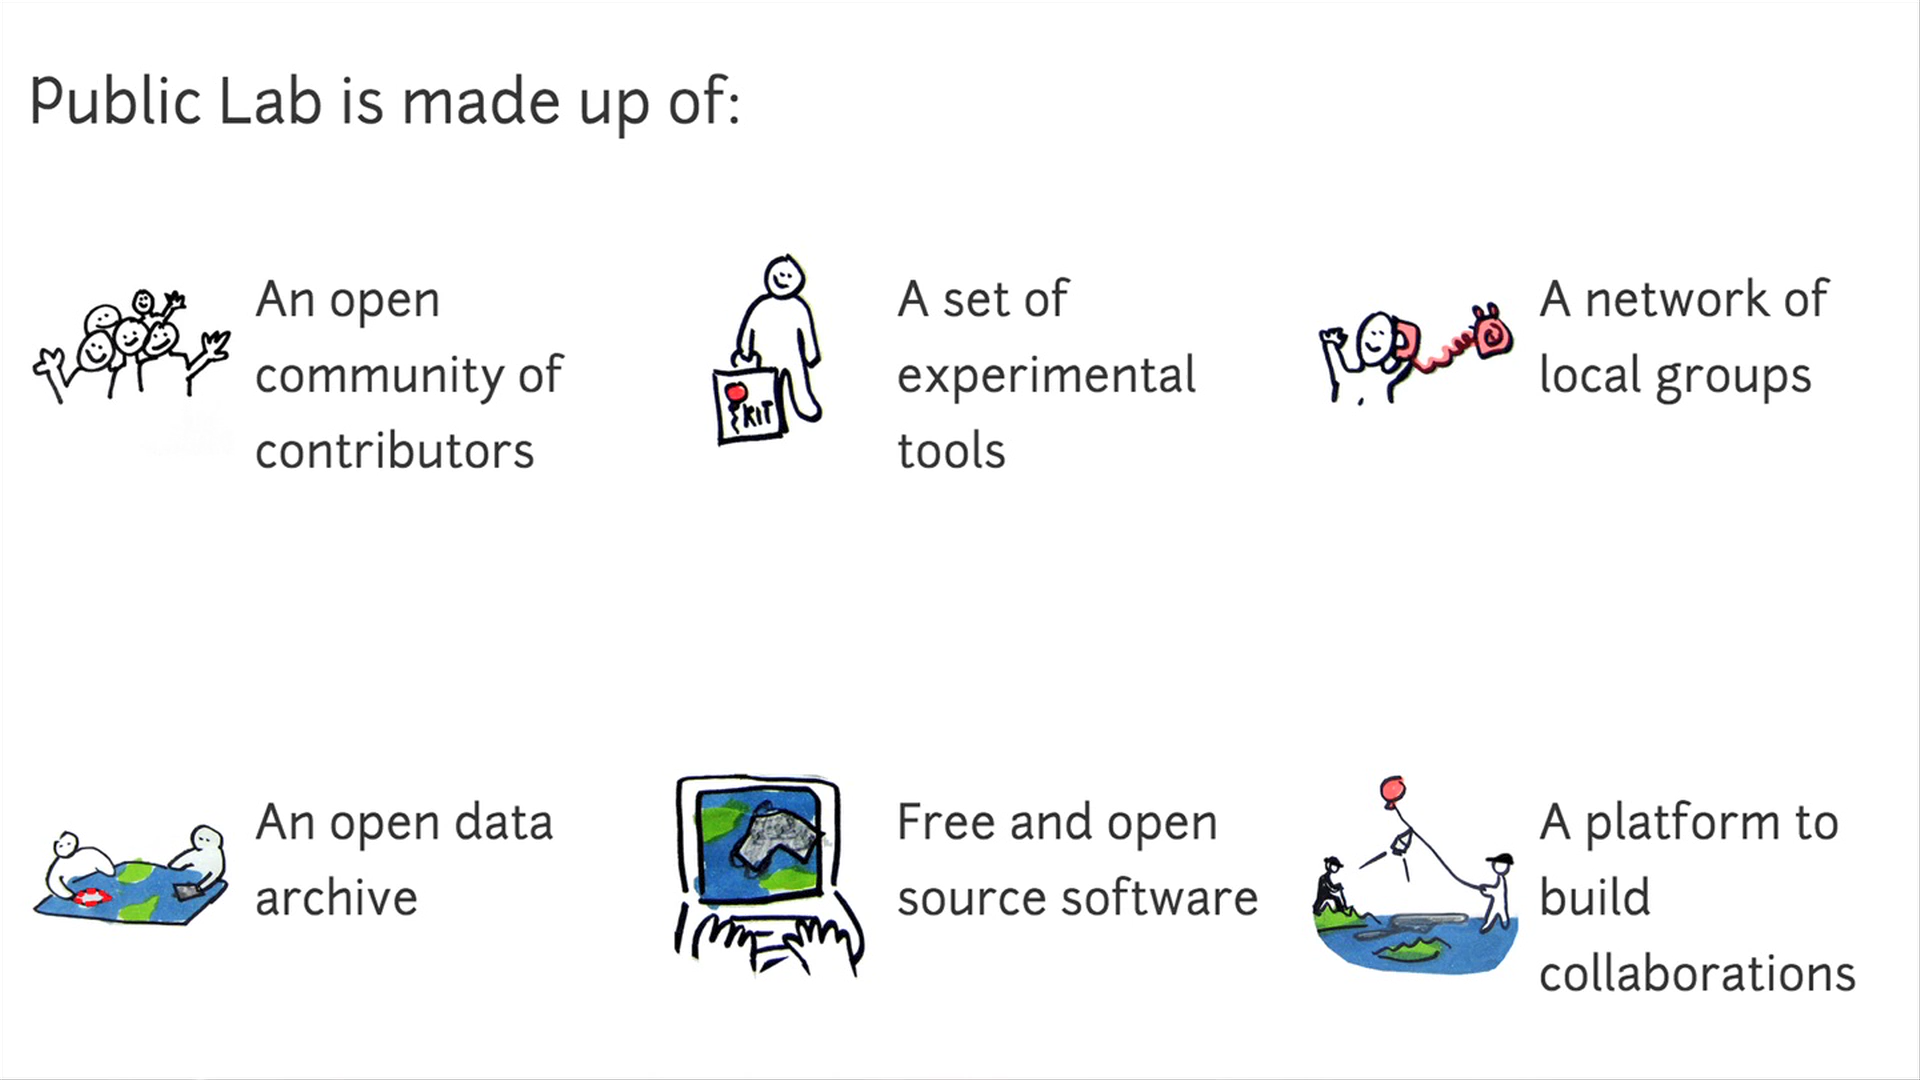 Public Lab is made up of:
An open
community of
contributors
KIT
A set of
experimental
tools
A network of
local groups
An open data
archive
Free and open
source software
A platform to
build
collaborations